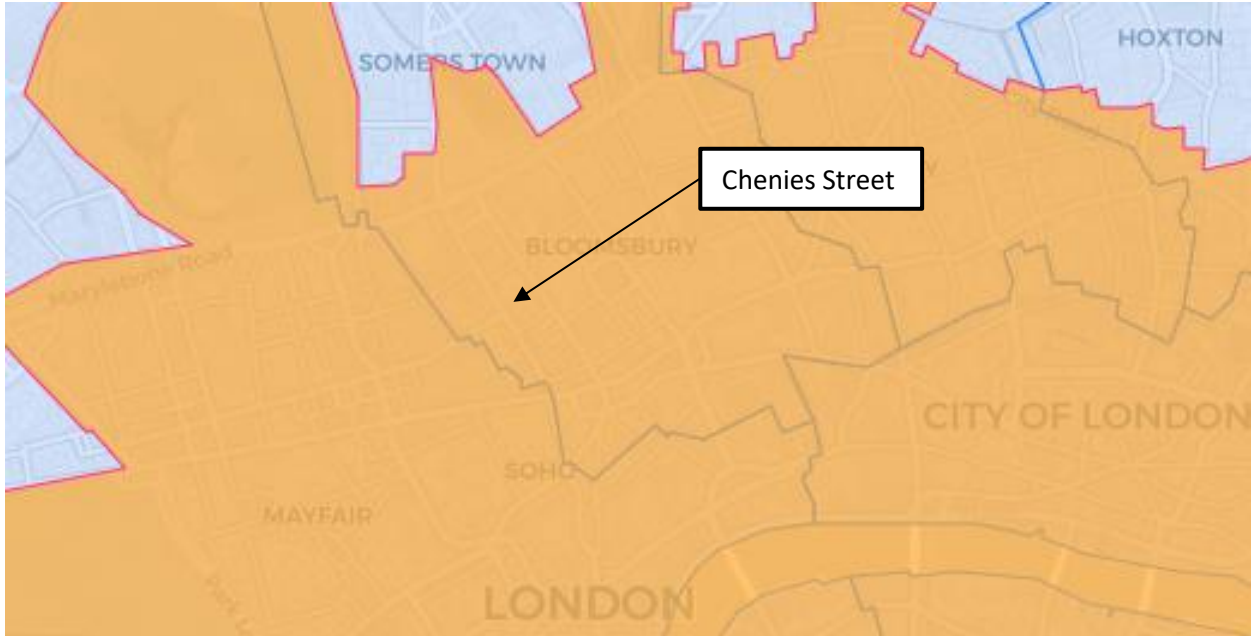 HOXTON
SOMERS TOWN
Chenies Street
BLOOMSBURY
Marylebone Road
CITY OF LONDON
SOHO
MAYFAIR
LONDON